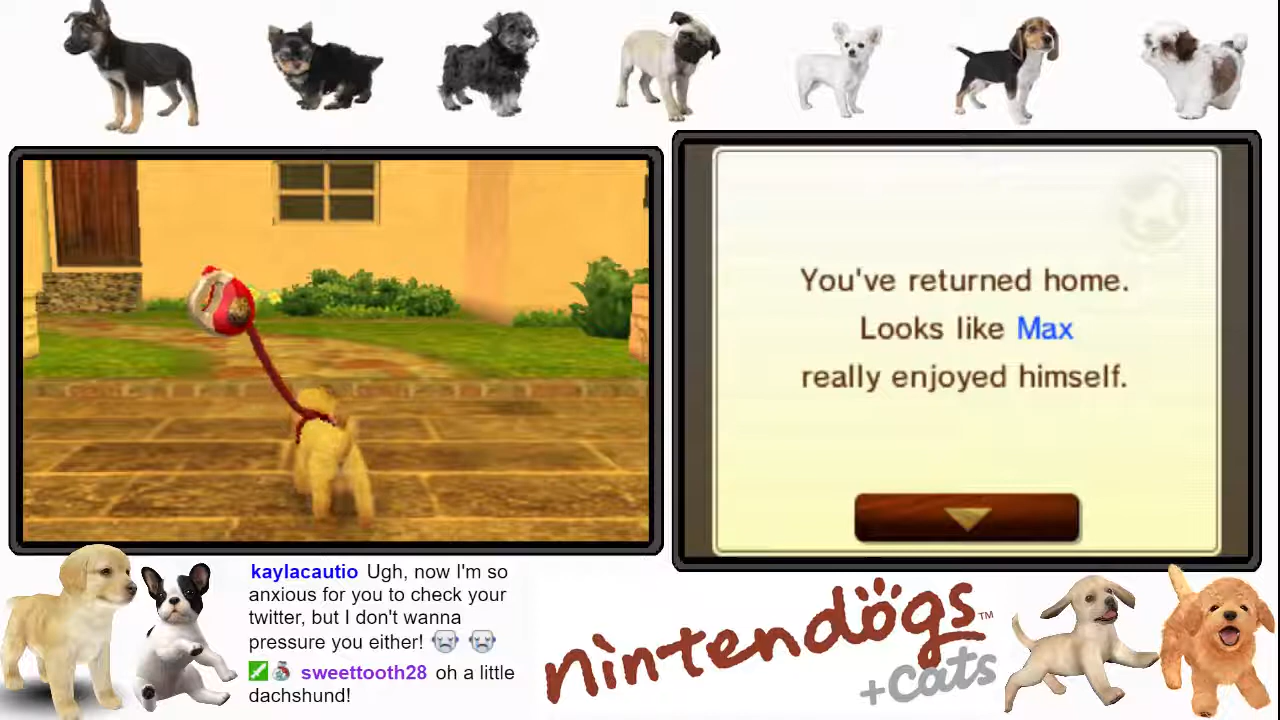 You've returned home.
Looks like Max
really enjoyed himself.
kaylacautio Ugh, now I'm so
anxious for you to check your
twitter, but I don't wanna
pressure you either!
sweettooth28 oh a little
dachshund!
nintendogs™
+cats